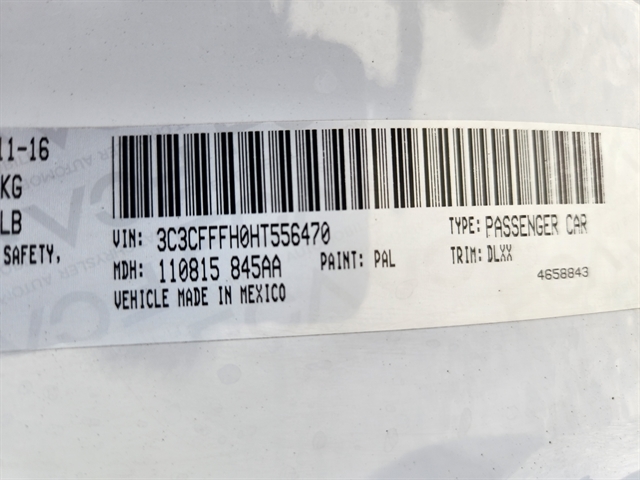 11-16
KG
LB
SAFETY,
VIN: 3C3CFFFH0HT556470 TYPE: PASSENGER CAR
MDH: 110815 845AA PAINT: PAL TRIM: DLXX
VEHICLE MADE IN MEXICO 4658843